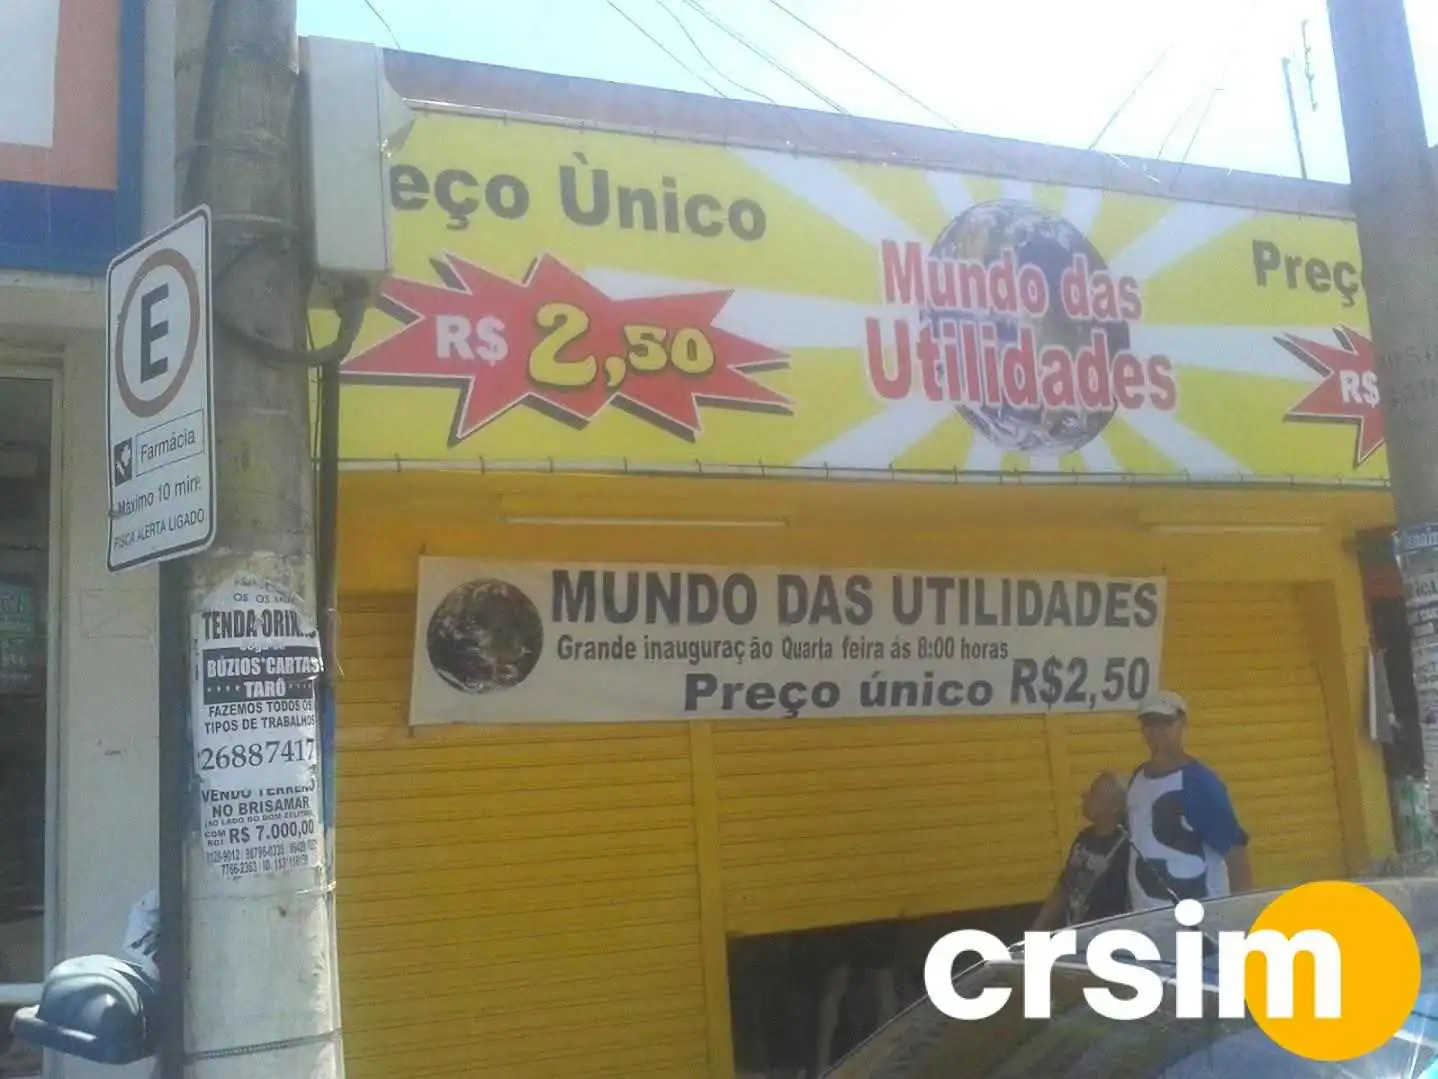 eço Ùnico
R$ 2,50
Mundo das
Utilidades
Preç
R$
E
Farmácia
Máximo 10 min.
PISCA ALERTA LIGADO
MUNDO DAS UTILIDADES
Grande inauguração Quarta feira ás 8:00 horas
Preço único R$2,50
TENDA
BÚZIOS*CARTAS
TARÔ
FAZEMOS TODOS OS
TIPOS DE TRABALHOS
26887417
VENDO TERRENO
NO BRISAMAR
COM
R$ 7.000,00
crsim